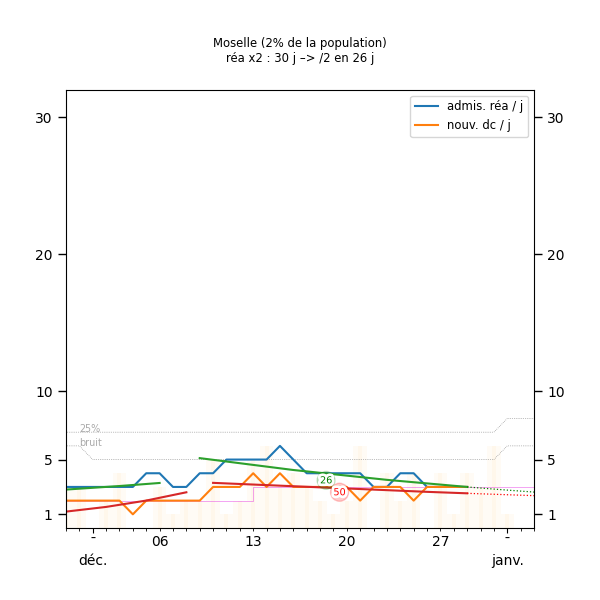 Moselle (2% de la population)
réa x2 : 30 j –> /2 en 26 j
admis. réa / j
nouv. dc / j
30 30
20 20
10 10
25%
bruit
5 5
26
50
1 1
- 06 13 20 27 -
déc. janv.